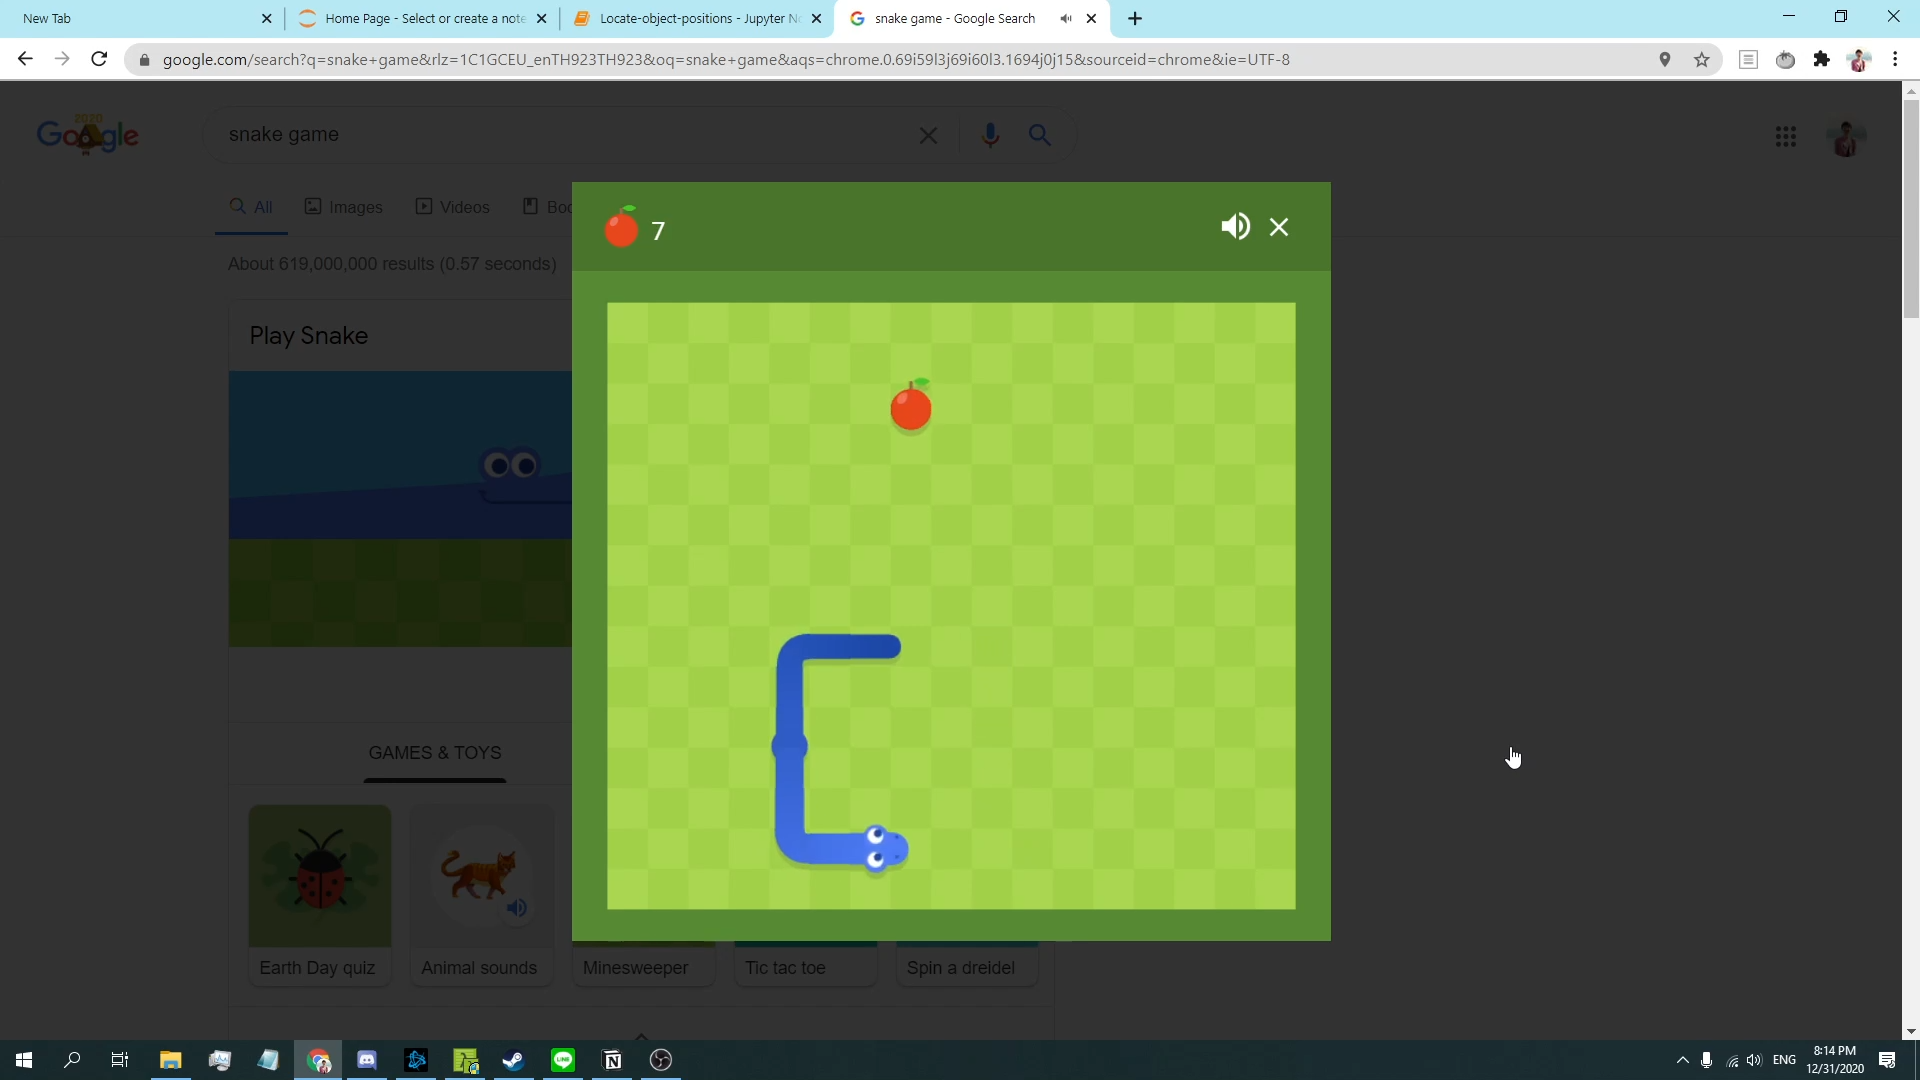 New Tab
Home Page - Select or create a note
Locate-object-positions - Jupyter No
snake game - Google Search
google.com/search?q=snake+game&rlz=1C1GCEU_enTH923TH923&oq=snake+game&aqs=chrome.0.69i59l3j69i60l3.1694j0j15&sourceid=chrome&ie=UTF-8
2020
Google
snake game
All
Images
Videos
Boo
7
About 619,000,000 results (0.57 seconds)
Play Snake
GAMES & TOYS
Earth Day quiz
Animal sounds
Minesweeper
Tic tac toe
Spin a dreidel
ENG
8:14 PM
12/31/2020